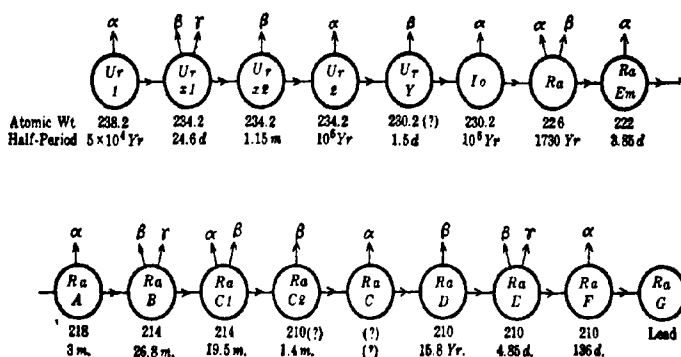 α β γ β α β α α β α
Ur Ur Ur Ur Ur Io Ra Ra
1 x1 x2 2 Y Em
Atomic Wt 238.2 234.2 234.2 234.2 230.2 (?) 230.2 226 222
Half-Period 5×10⁴ Yr 24.6 d 1.15 m 10⁶ Yr 1.5 d 10⁵ Yr 1730 Yr 3.85 d
α β γ α β β α β β γ α
Ra Ra Ra Ra Ra Ra Ra Ra Ra
A B C1 C2 C D E F G
218 214 214 210(?) (?) 210 210 210 Lead
3 m. 26.8 m. 19.5 m. 1.4 m. (?) 15.8 Yr. 4.85 d. 136 d.